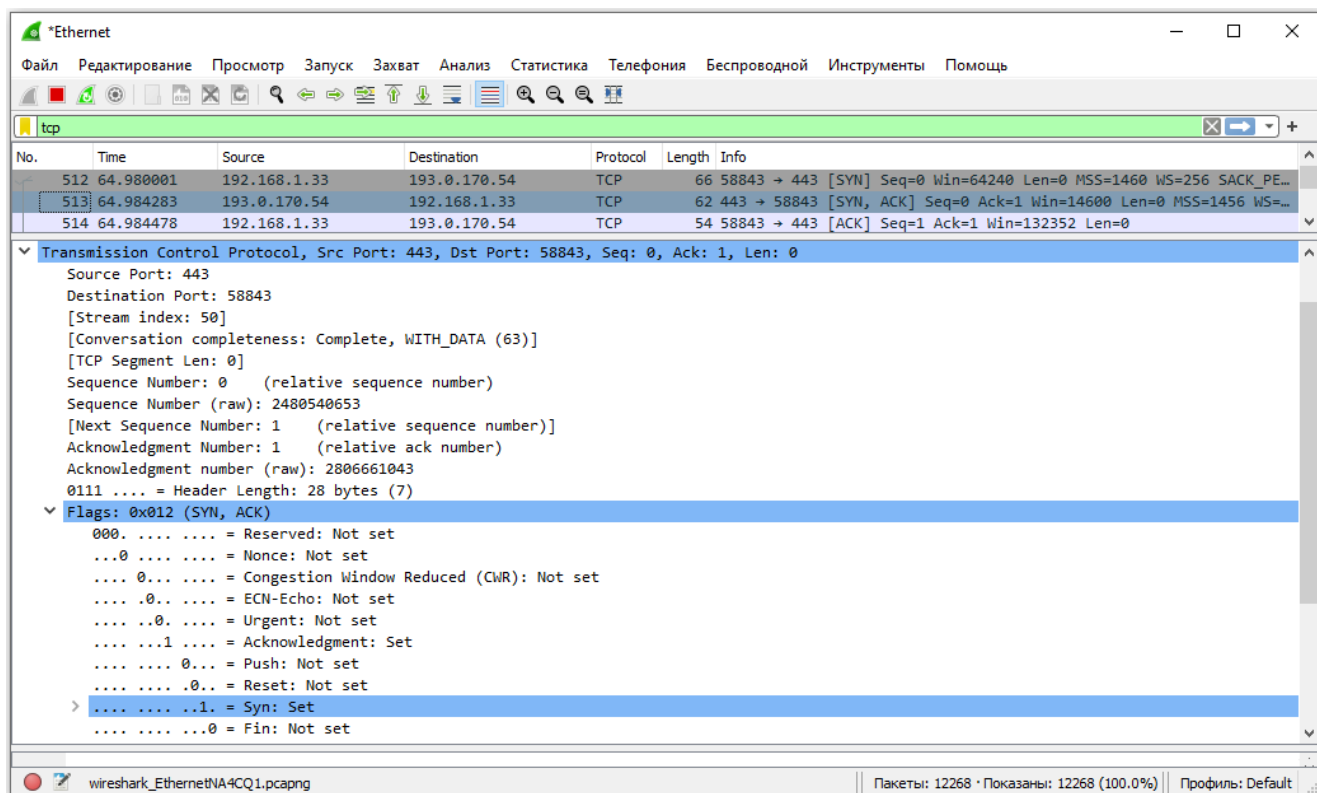 *Ethernet
Файл Редактирование Просмотр Запуск Захват Анализ Статистика Телефония Беспроводной Инструменты Помощь
tcp
No. Time Source Destination Protocol Length Info
512 64.980001 192.168.1.33 193.0.170.54 TCP 66 58843 → 443 [SYN] Seq=0 Win=64240 Len=0 MSS=1460 WS=256 SACK_PE…
513 64.984283 193.0.170.54 192.168.1.33 TCP 62 443 → 58843 [SYN, ACK] Seq=0 Ack=1 Win=14600 Len=0 MSS=1456 WS=…
514 64.984478 192.168.1.33 193.0.170.54 TCP 54 58843 → 443 [ACK] Seq=1 Ack=1 Win=132352 Len=0
Transmission Control Protocol, Src Port: 443, Dst Port: 58843, Seq: 0, Ack: 1, Len: 0
Source Port: 443
Destination Port: 58843
[Stream index: 50]
[Conversation completeness: Complete, WITH_DATA (63)]
[TCP Segment Len: 0]
Sequence Number: 0 (relative sequence number)
Sequence Number (raw): 2480540653
[Next Sequence Number: 1 (relative sequence number)]
Acknowledgment Number: 1 (relative ack number)
Acknowledgment number (raw): 2806661043
0111 .... = Header Length: 28 bytes (7)
Flags: 0x012 (SYN, ACK)
000. .... .... = Reserved: Not set
...0 .... .... = Nonce: Not set
.... 0... .... = Congestion Window Reduced (CWR): Not set
.... .0.. .... = ECN-Echo: Not set
.... ..0. .... = Urgent: Not set
.... ...1 .... = Acknowledgment: Set
.... .... 0... = Push: Not set
.... .... .0.. = Reset: Not set
.... .... ..1. = Syn: Set
.... .... ...0 = Fin: Not set
wireshark_EthernetNA4CQ1.pcapng Пакеты: 12268 · Показаны: 12268 (100.0%) Профиль: Default